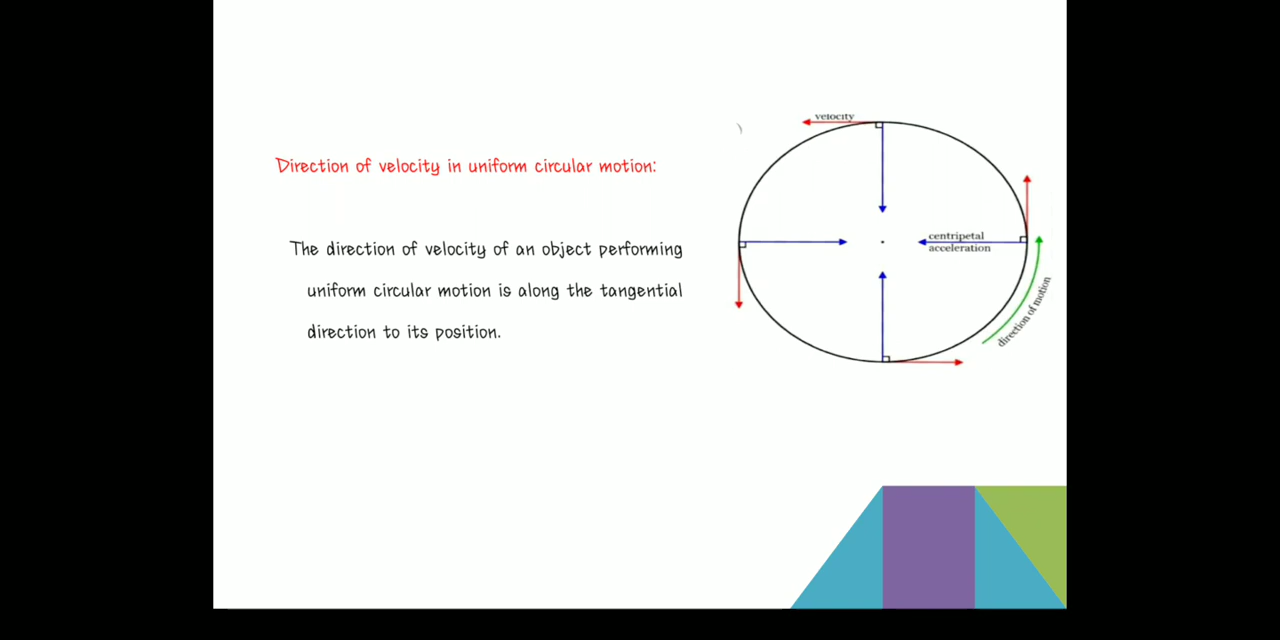 velocity
Direction of velocity in uniform circular motion:
The direction of velocity of an object performing
uniform circular motion is along the tangential
direction to its position.
centripetal
acceleration
direction of motion